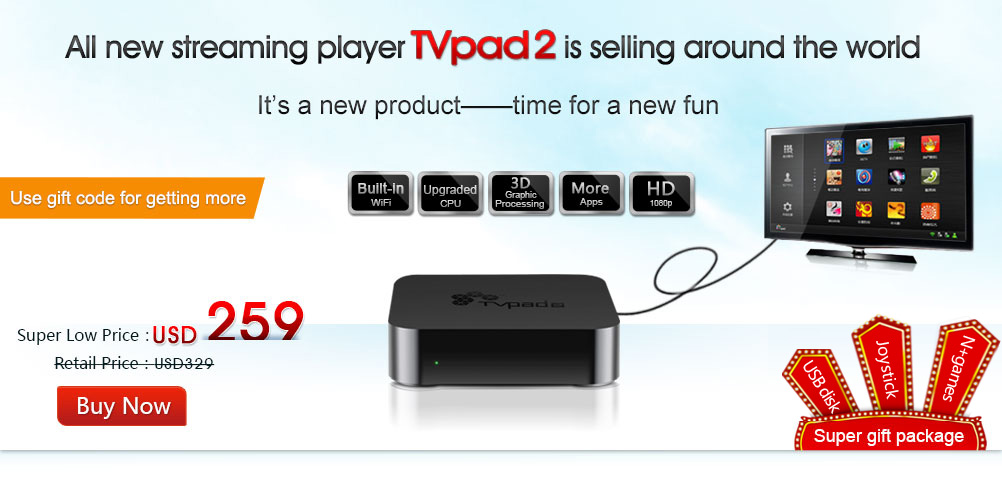 All new streaming player TVpad2 is selling around the world
It's a new product——time for a new fun
Use gift code for getting more
Built-in
WiFi
Upgraded
CPU
3D
Graphic
Processing
More
Apps
HD
1080p
TVpad2
Super Low Price : USD 259
Retail Price : USD329
Buy Now
USB disk
Joystick
N+games
Super gift package